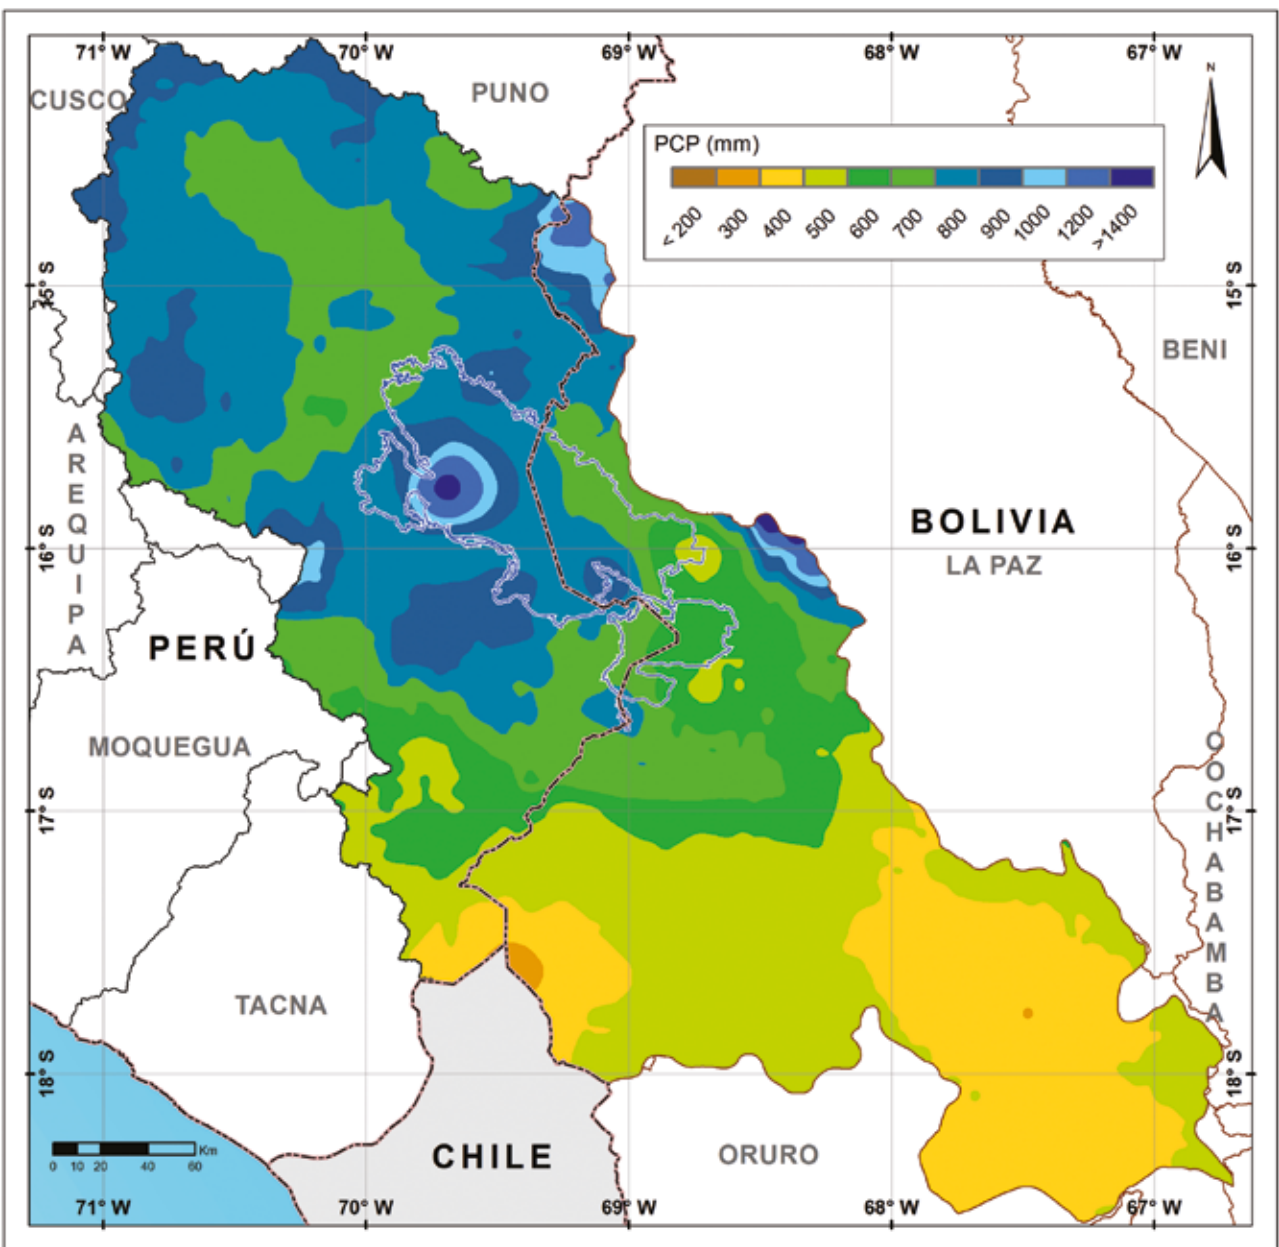 71° W 70° W 69° W 68° W 67° W
N
CUSCO
PUNO
PCP (mm)
< 200 300 400 500 600 700 800 900 1000 1200 >1400
15° S 15° S
BENI
AREQUIPA
BOLIVIA
16° S 16° S
LA PAZ
PERÚ
MOQUEGUA
COCHABAMBA
17° S 17° S
TACNA
18° S 18° S
Km
0 10 20 40 60
CHILE
ORURO
71° W 70° W 69° W 68° W 67° W